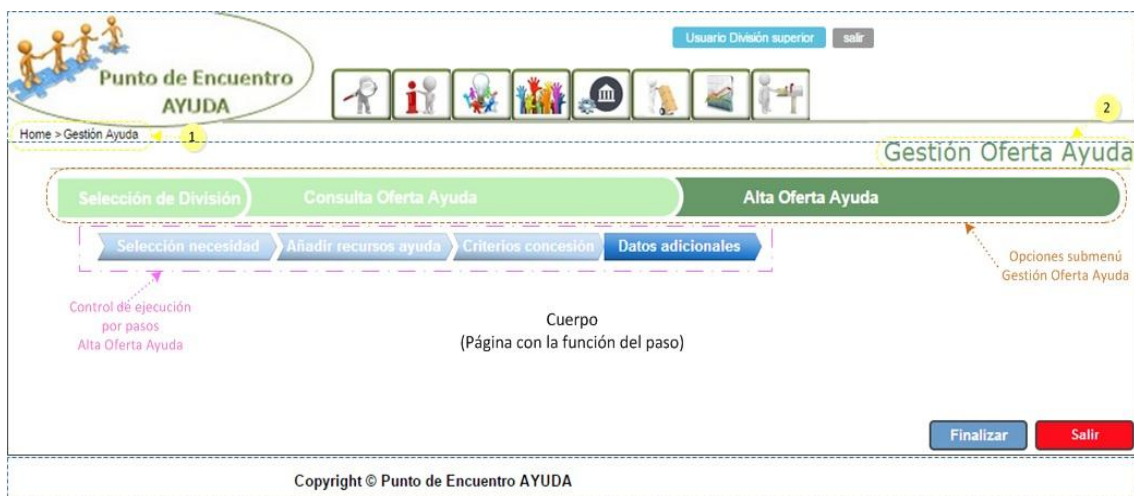 Usuario División superior
salir
Punto de Encuentro
AYUDA
Home > Gestión Ayuda
1
2
Gestión Oferta Ayuda
Selección de División
Consulta Oferta Ayuda
Alta Oferta Ayuda
Selección necesidad
Añadir recursos ayuda
Criterios concesión
Datos adicionales
Opciones submenú
Gestión Oferta Ayuda
Control de ejecución
por pasos
Alta Oferta Ayuda
Cuerpo
(Página con la función del paso)
Finalizar
Salir
Copyright © Punto de Encuentro AYUDA